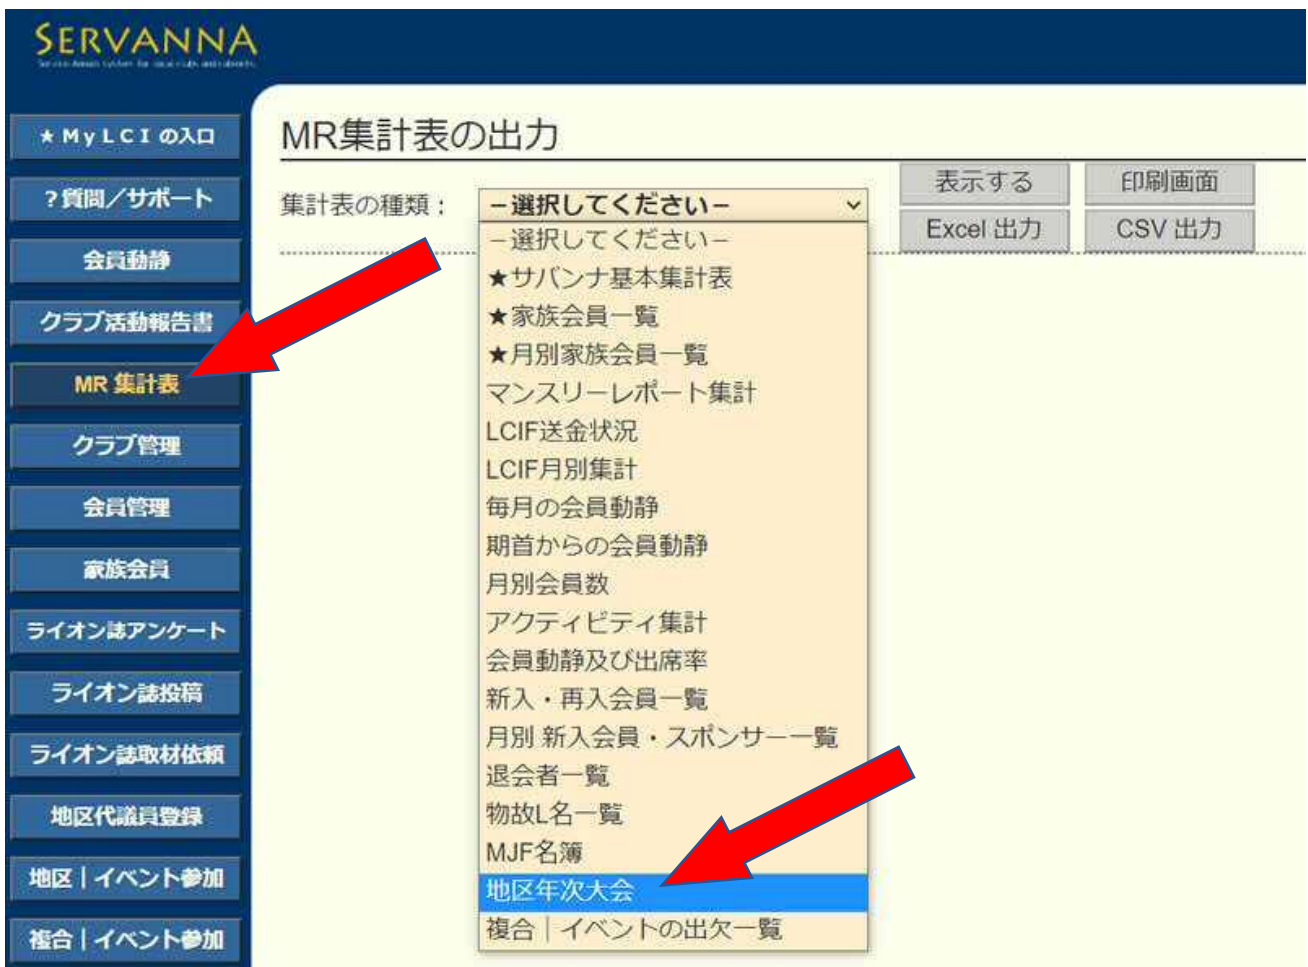 SERVANNA
★ＭｙＬＣＩの入口
？質問／サポート
会員動静
クラブ活動報告書
MR 集計表
クラブ管理
会員管理
家族会員
ライオン誌アンケート
ライオン誌投稿
ライオン誌取材依頼
地区代議員登録
地区｜イベント参加
複合｜イベント参加
MR集計表の出力
集計表の種類：
－選択してください－
表示する
印刷画面
Excel 出力
CSV 出力
－選択してください－
★サバンナ基本集計表
★家族会員一覧
★月別家族会員一覧
マンスリーレポート集計
LCIF送金状況
LCIF月別集計
毎月の会員動静
期首からの会員動静
月別会員数
アクティビティ集計
会員動静及び出席率
新入・再入会員一覧
月別 新入会員・スポンサー一覧
退会者一覧
物故L名一覧
MJF名簿
地区年次大会
複合｜イベントの出欠一覧